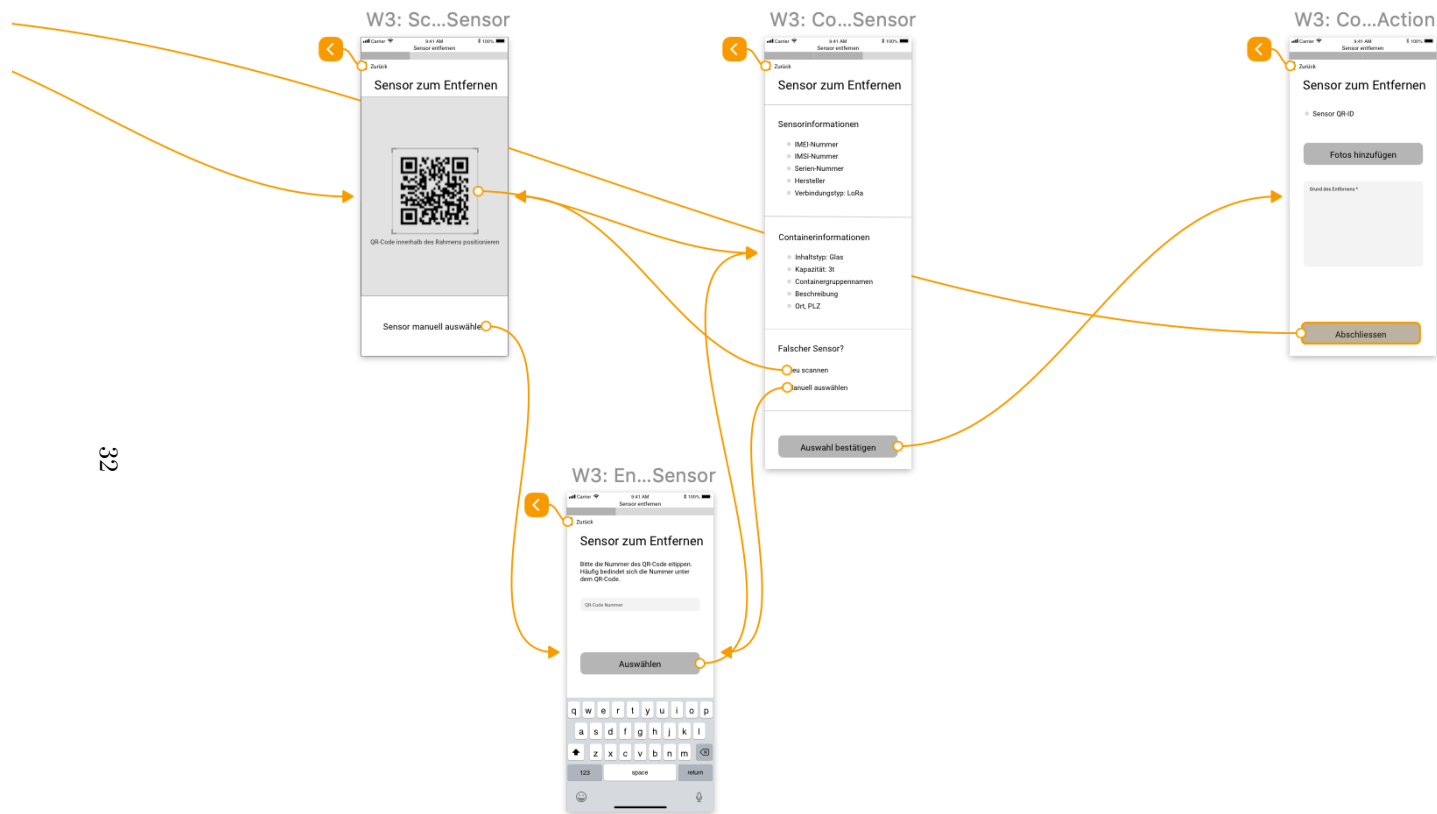 W3: Sc...Sensor
Carrier
9:41 AM
100%
Sensor entfernen
Zurück
Sensor zum Entfernen
QR-Code innerhalb des Rahmens positionieren
Sensor manuell auswähle
W3: Co...Sensor
Carrier
9:41 AM
100%
Sensor entfernen
Zurück
Sensor zum Entfernen
Sensorinformationen
IMEI-Nummer
IMSI-Nummer
Serien-Nummer
Hersteller
Verbindungstyp: LoRa
Containerinformationen
Inhaltstyp: Glas
Kapazität: 3t
Containergruppennamen
Beschreibung
Ort, PLZ
Falscher Sensor?
eu scannen
anuell auswählen
Auswahl bestätigen
W3: Co...Action
Carrier
9:41 AM
100%
Sensor entfernen
Zurück
Sensor zum Entfernen
Sensor QR-ID
Fotos hinzufügen
Grund des Entfernens *
Abschliessen
32
W3: En...Sensor
Carrier
9:41 AM
100%
Sensor entfernen
Zurück
Sensor zum Entfernen
Bitte die Nummer des QR-Code eitippen.
Häufig bedindet sich die Nummer unter
dem QR-Code.
QR-Code Nummer
Auswählen
q w e r t y u i o p
a s d f g h j k l
z x c v b n m
123 space return